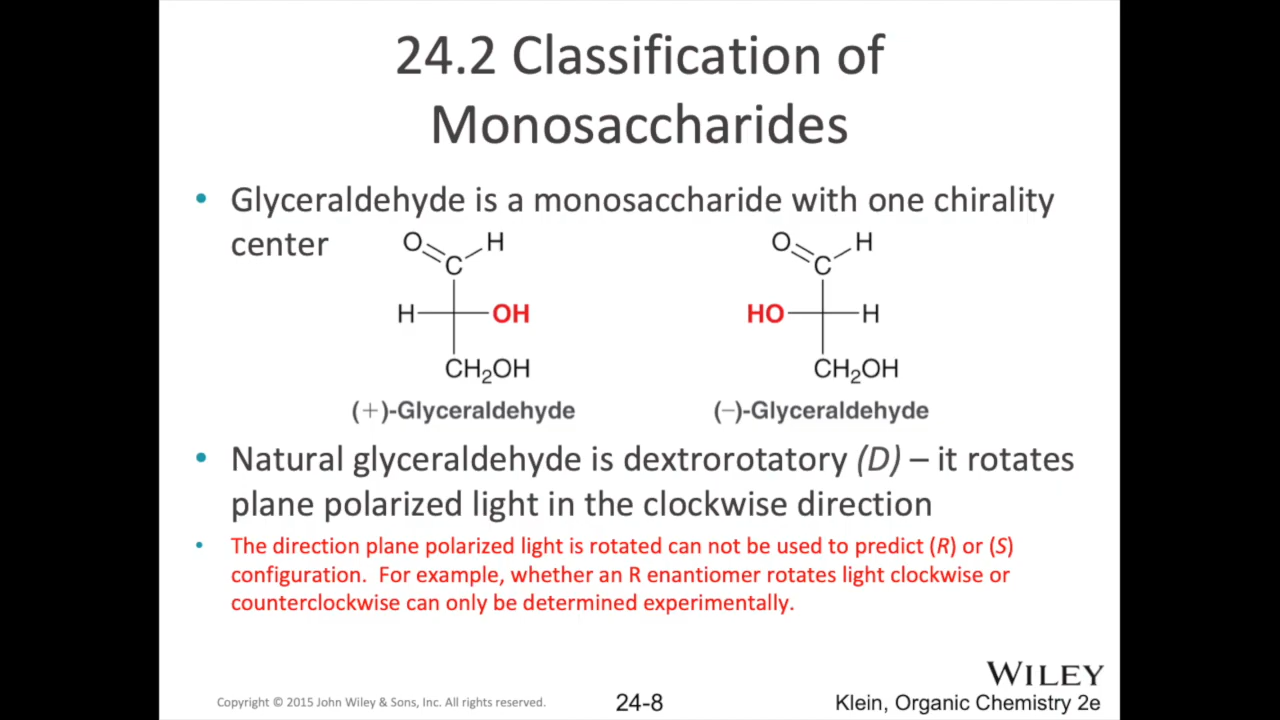 24.2 Classification of
Monosaccharides
• Glyceraldehyde is a monosaccharide with one chirality
center
O H O H
C C
H OH HO H
CH₂OH CH₂OH
(+)-Glyceraldehyde (−)-Glyceraldehyde
• Natural glyceraldehyde is dextrorotatory (D) – it rotates
plane polarized light in the clockwise direction
• The direction plane polarized light is rotated can not be used to predict (R) or (S)
configuration. For example, whether an R enantiomer rotates light clockwise or
counterclockwise can only be determined experimentally.
WILEY
Copyright © 2015 John Wiley & Sons, Inc. All rights reserved. 24-8 Klein, Organic Chemistry 2e